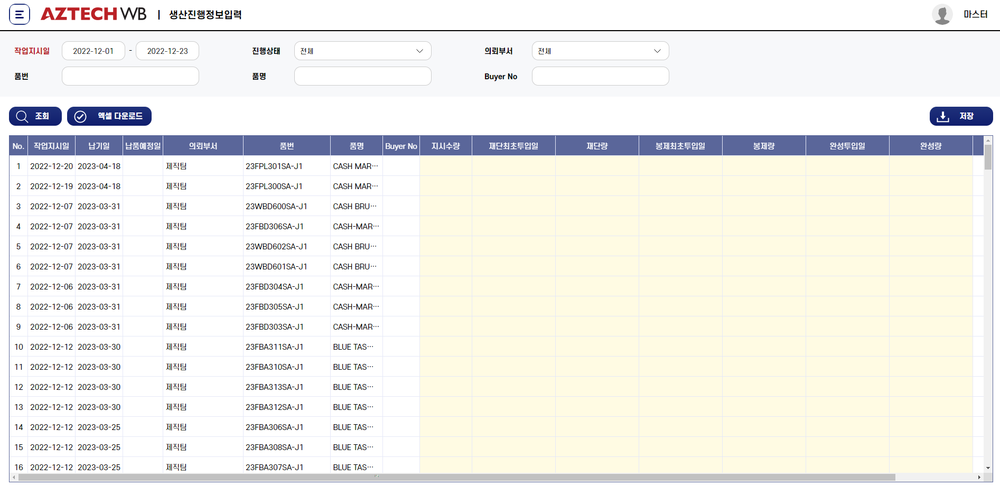 AZTECH WB | 생산진행정보입력 마스터
작업지시일 2022-12-01 - 2022-12-23 진행상태 전체 의뢰부서 전체
품번 품명 Buyer No
조회 엑셀 다운로드 저장
No. 작업지시일 납기일 납품예정일 의뢰부서 품번 품명 Buyer No 지시수량 재단최초투입일 재단량 봉제최초투입일 봉제량 완성투입일 완성량
1 2022-12-20 2023-04-18 제직팀 23FPL301SA-J1 CASH MAR···
2 2022-12-19 2023-04-18 제직팀 23FPL300SA-J1 CASH MAR···
3 2022-12-07 2023-03-31 제직팀 23WBD600SA-J1 CASH BRU···
4 2022-12-07 2023-03-31 제직팀 23FBD306SA-J1 CASH-MAR···
5 2022-12-07 2023-03-31 제직팀 23WBD602SA-J1 CASH BRU···
6 2022-12-07 2023-03-31 제직팀 23WBD601SA-J1 CASH BRU···
7 2022-12-06 2023-03-31 제직팀 23FBD304SA-J1 CASH-MAR···
8 2022-12-06 2023-03-31 제직팀 23FBD305SA-J1 CASH-MAR···
9 2022-12-06 2023-03-31 제직팀 23FBD303SA-J1 CASH-MAR···
10 2022-12-12 2023-03-30 제직팀 23FBA311SA-J1 BLUE TAS···
11 2022-12-12 2023-03-30 제직팀 23FBA310SA-J1 BLUE TAS···
12 2022-12-12 2023-03-30 제직팀 23FBA313SA-J1 BLUE TAS···
13 2022-12-12 2023-03-30 제직팀 23FBA312SA-J1 BLUE TAS···
14 2022-12-12 2023-03-25 제직팀 23FBA306SA-J1 BLUE TAS···
15 2022-12-12 2023-03-25 제직팀 23FBA308SA-J1 BLUE TAS···
16 2022-12-12 2023-03-25 제직팀 23FBA307SA-J1 BLUE TAS···